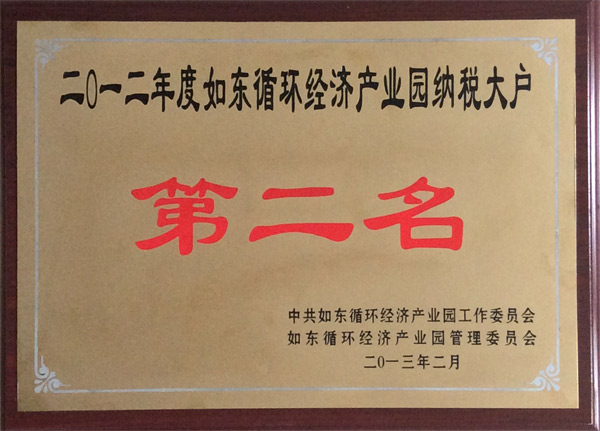 二〇一二年度如东循环经济产业园纳税大户
第二名
中共如东循环经济产业园工作委员会
如东循环经济产业园管理委员会
二〇一三年二月